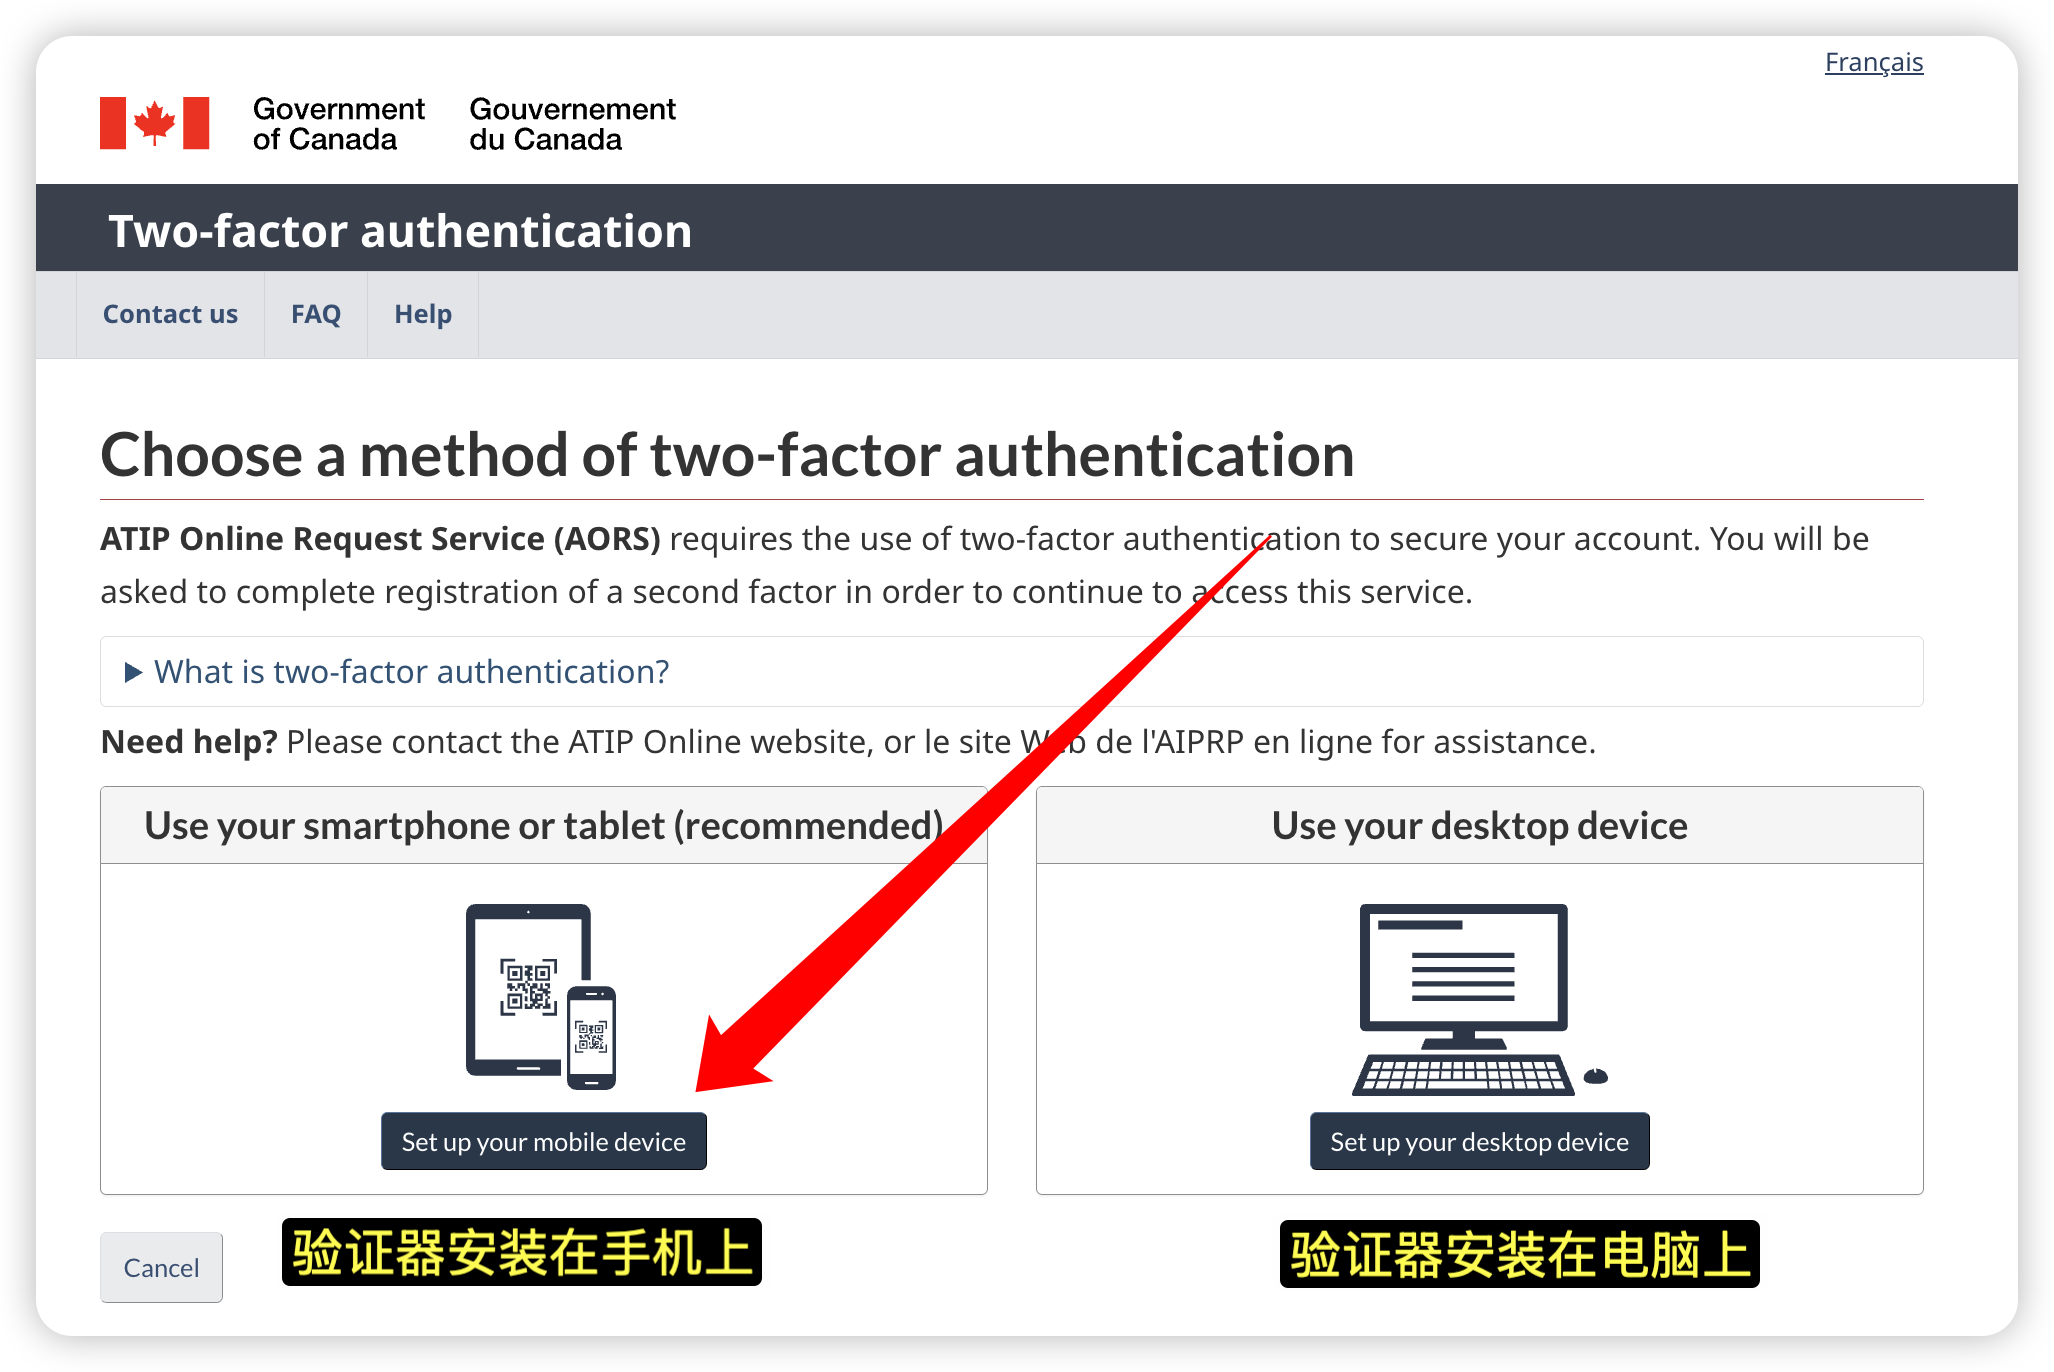 Français
Government of Canada
Gouvernement du Canada
Two-factor authentication
Contact us
FAQ
Help
Choose a method of two-factor authentication
ATIP Online Request Service (AORS) requires the use of two-factor authentication to secure your account. You will be
asked to complete registration of a second factor in order to continue to access this service.
What is two-factor authentication?
Need help? Please contact the ATIP Online website, or le site Web de l'AIPRP en ligne for assistance.
Use your smartphone or tablet (recommended)
Use your desktop device
Set up your mobile device
Set up your desktop device
验证器安装在手机上
验证器安装在电脑上
Cancel